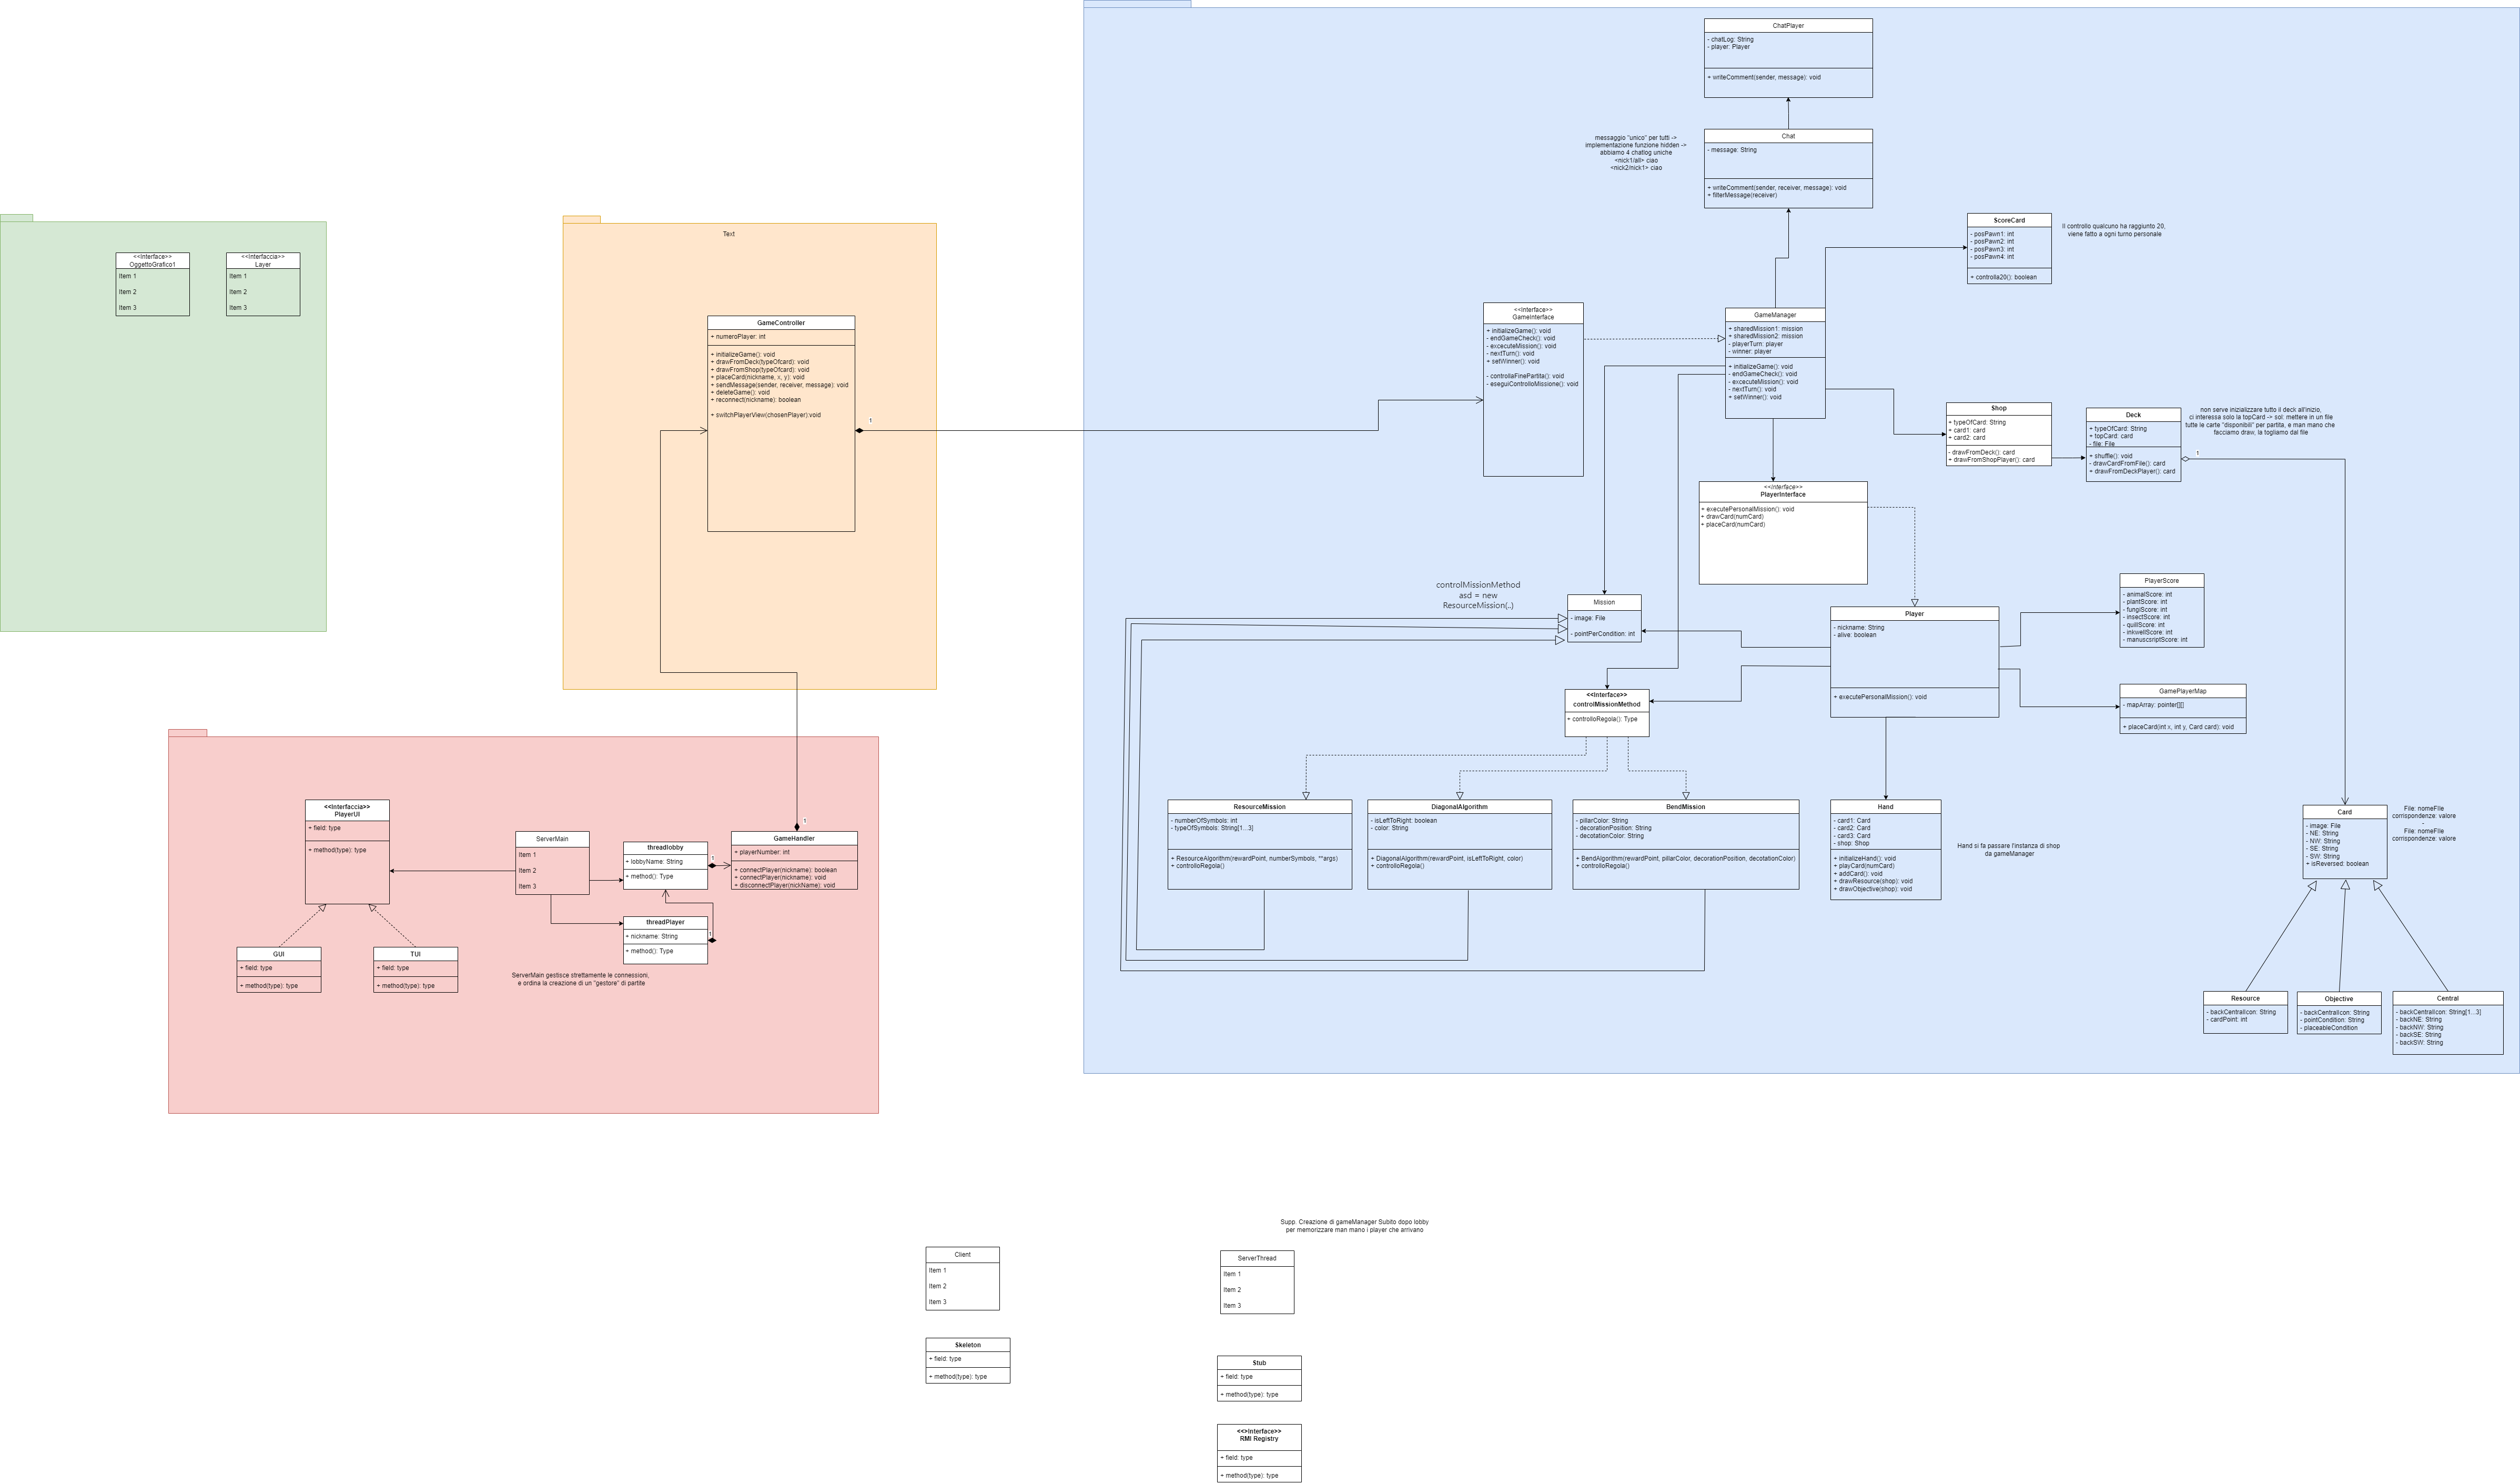 ChatPlayer
- chatLog: String
- player: Player
+ writeComment(sender, message): void
messaggio "unico" per tutti ->
implementazione funzione hidden ->
abbiamo 4 chatlog uniche
<nick1/all> ciao
<nick2/nick1> ciao
Chat
- message: String
+ writeComment(sender, receiver, message): void
+ filterMessage(receiver)
ScoreCard
- posPawn1: int
- posPawn2: int
- posPawn3: int
- posPawn4: int
+ controlla20(): boolean
Il controllo qualcuno ha raggiunto 20,
viene fatto a ogni turno personale
<<Interface>>
OggettoGrafico1
Item 1
Item 2
Item 3
<<Interfaccia>>
Layer
Item 1
Item 2
Item 3
Text
GameController
+ numeroPlayer: int
+ initializeGame(): void
+ drawFromDeck(typeOfcard): void
+ drawFromShop(typeOfcard): void
+ placeCard(nickname, x, y): void
+ sendMessage(sender, receiver, message): void
+ deleteGame(): void
+ reconnect(nickname): boolean
+ switchPlayerView(chosenPlayer):void
1
<<Interface>>
GameInterface
+ initializeGame(): void
- endGameCheck(): void
- excecuteMission(): void
- nextTurn(): void
+ setWinner(): void
- controllaFinePartita(): void
- eseguiControlloMissione(): void
GameManager
+ sharedMission1: mission
+ sharedMission2: mission
- playerTurn: player
- winner: player
+ initializeGame(): void
- endGameCheck(): void
- excecuteMission(): void
- nextTurn(): void
+ setWinner(): void
Shop
+ typeOfCard: String
+ card1: card
+ card2: card
- drawFromDeck(): card
+ drawFromShopPlayer(): card
Deck
+ typeOfCard: String
+ topCard: card
- file: File
+ shuffle(): void
- drawCardFromFile(): card
+ drawFromDeckPlayer(): card
non serve inizializzare tutto il deck all'inizio,
ci interessa solo la topCard -> sol: mettere in un file
tutte le carte "disponibili" per partita, e man mano che
facciamo draw, la togliamo dal file
1
<<interface>>
PlayerInterface
+ executePersonalMission(): void
+ drawCard(numCard)
+ placeCard(numCard)
controlMissionMethod
asd = new
ResourceMission(..)
Mission
- image: File
- pointPerCondition: int
Player
- nickname: String
- alive: boolean
+ executePersonalMission(): void
PlayerScore
- animalScore: int
- plantScore: int
- fungiScore: int
- insectScore: int
- quillScore: int
- inkwellScore: int
- manuscsriptScore: int
GamePlayerMap
- mapArray: pointer[][]
+ placeCard(int x, int y, Card card): void
<<Interface>>
controlMissionMethod
+ controlloRegola(): Type
ResourceMission
- numberOfSymbols: int
- typeOfSymbols: String[1...3]
+ ResourceAlgorithm(rewardPoint, numberSymbols, **args)
+ controlloRegola()
DiagonalAlgorithm
- isLeftToRight: boolean
- color: String
+ DiagonalAlgorithm(rewardPoint, isLeftToRight, color)
+ controlloRegola()
BendMission
- pillarColor: String
- decorationPosition: String
- decotationColor: String
+ BendAlgorithm(rewardPoint, pillarColor, decorationPosition, decotationColor)
+ controlloRegola()
Hand
- card1: Card
- card2: Card
- card3: Card
- shop: Shop
+ initializeHand(): void
+ playCard(numCard)
+ addCard(): void
+ drawResource(shop): void
+ drawObjective(shop): void
Hand si fa passare l'instanza di shop
da gameManager
Card
- image: File
- NE: String
- NW: String
- SE: String
- SW: String
+ isReversed: boolean
File: nomeFile
corrispondenze: valore
-
File: nomeFIle
corrispondenze: valore
Resource
- backCentralIcon: String
- cardPoint: int
Objective
- backCentralIcon: String
- pointCondition: String
- placeableCondition
Central
- backCentralIcon: String[1...3]
- backNE: String
- backNW: String
- backSE: String
- backSW: String
<<Interfaccia>>
PlayerUI
+ field: type
+ method(type): type
ServerMain
Item 1
Item 2
Item 3
threadlobby
+ lobbyName: String
+ method(): Type
1
1
GameHandler
+ playerNumber: int
+ connectPlayer(nickname): boolean
+ connectPlayer(nickname): void
+ disconnectPlayer(nickName): void
threadPlayer
+ nickname: String
+ method(): Type
1
GUI
+ field: type
+ method(type): type
TUI
+ field: type
+ method(type): type
ServerMain gestisce strettamente le connessioni,
e ordina la creazione di un "gestore" di partite
Supp. Creazione di gameManager Subito dopo lobby
per memorizzare man mano i player che arrivano
Client
Item 1
Item 2
Item 3
ServerThread
Item 1
Item 2
Item 3
Skeleton
+ field: type
+ method(type): type
Stub
+ field: type
+ method(type): type
<<>Interface>>
RMI Registry
+ field: type
+ method(type): type